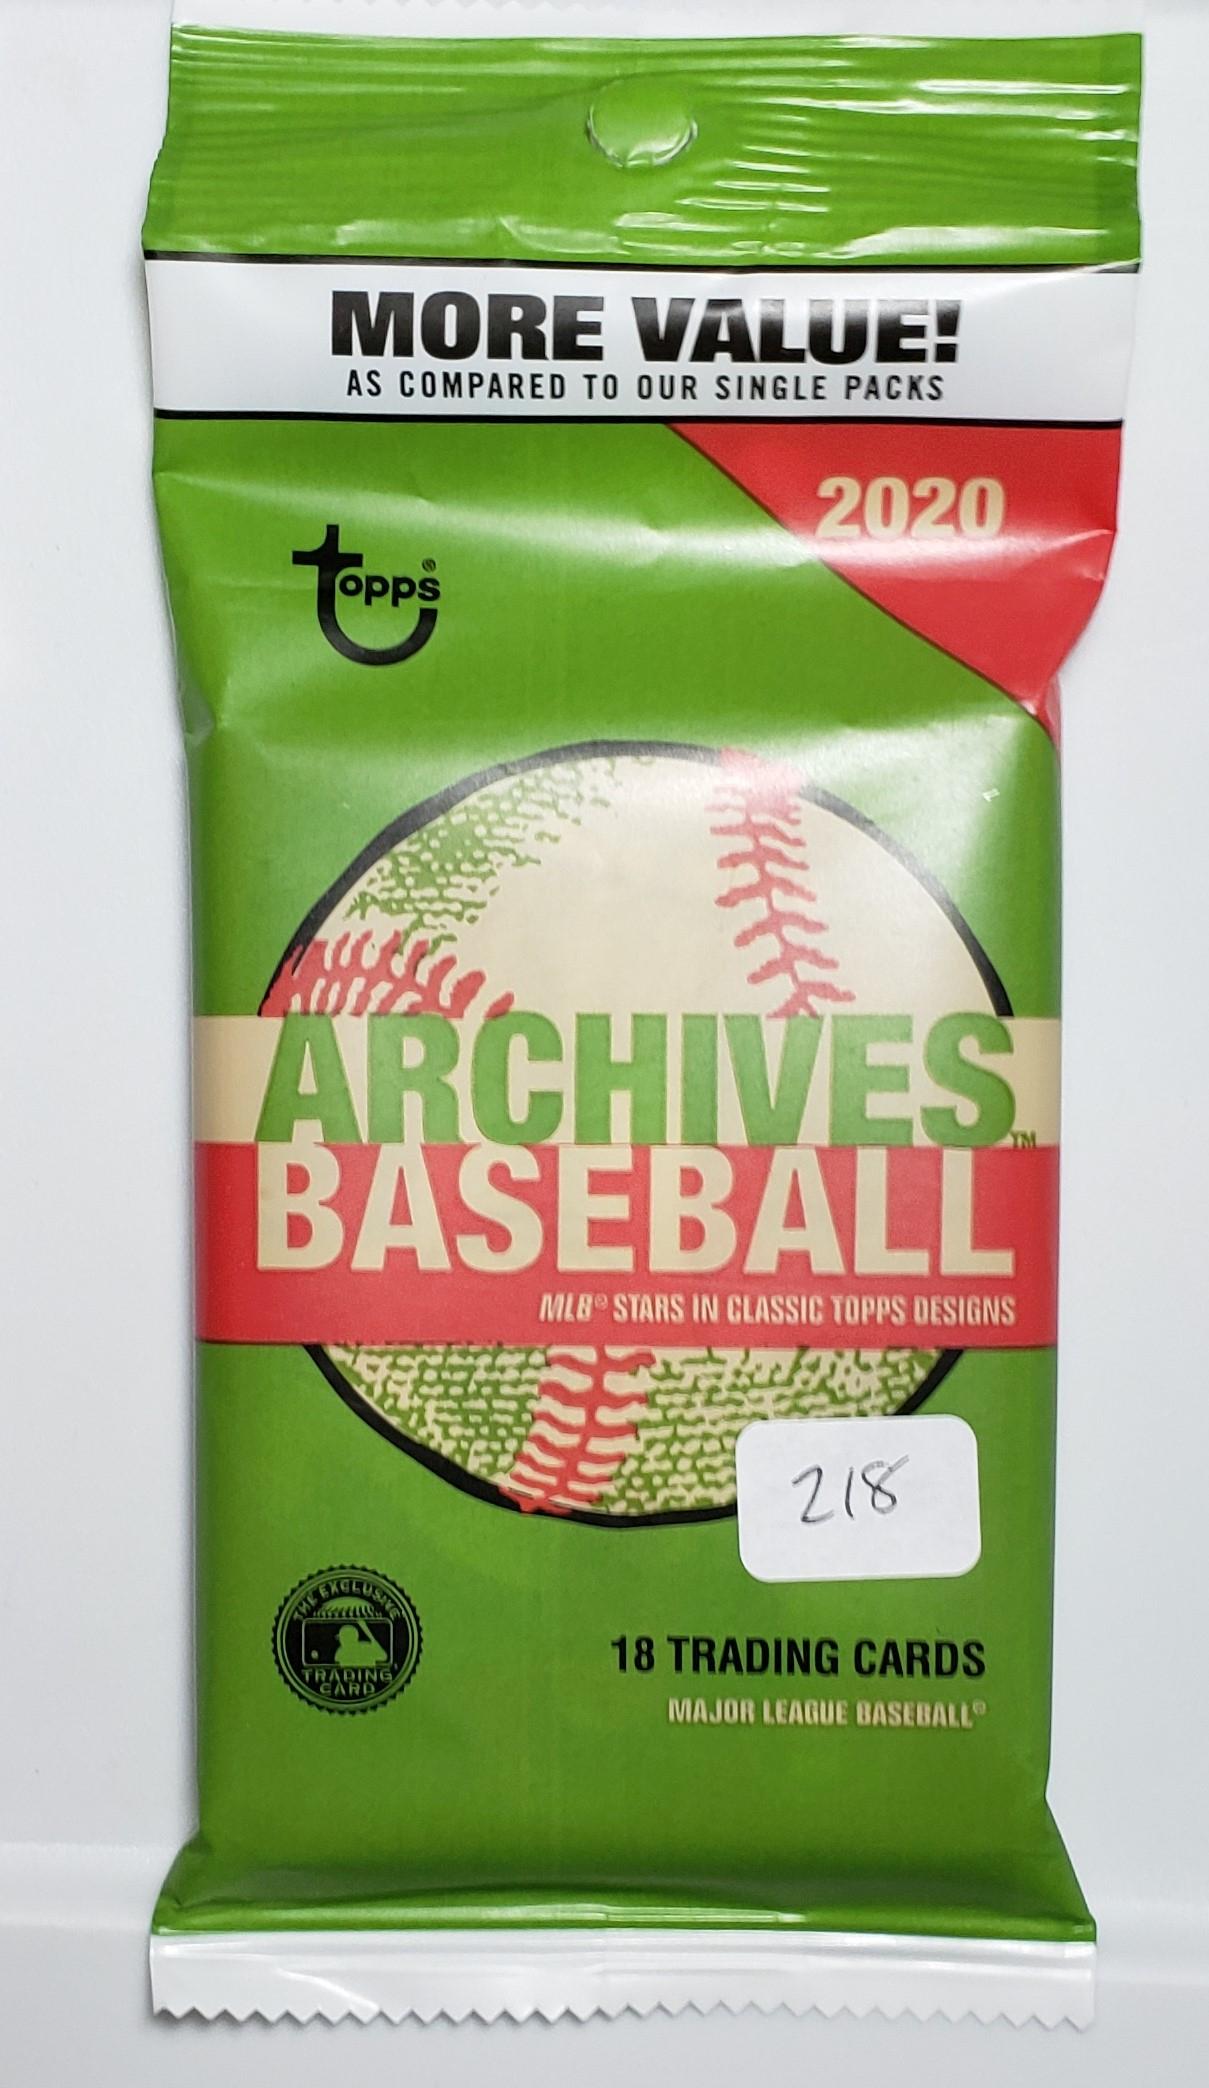 MORE VALUE!
AS COMPARED TO OUR SINGLE PACKS
2020
topps®
ARCHIVES™
BASEBALL
MLB® STARS IN CLASSIC TOPPS DESIGNS
218
THE EXCLUSIVE
TRADING
CARD
18 TRADING CARDS
MAJOR LEAGUE BASEBALL®